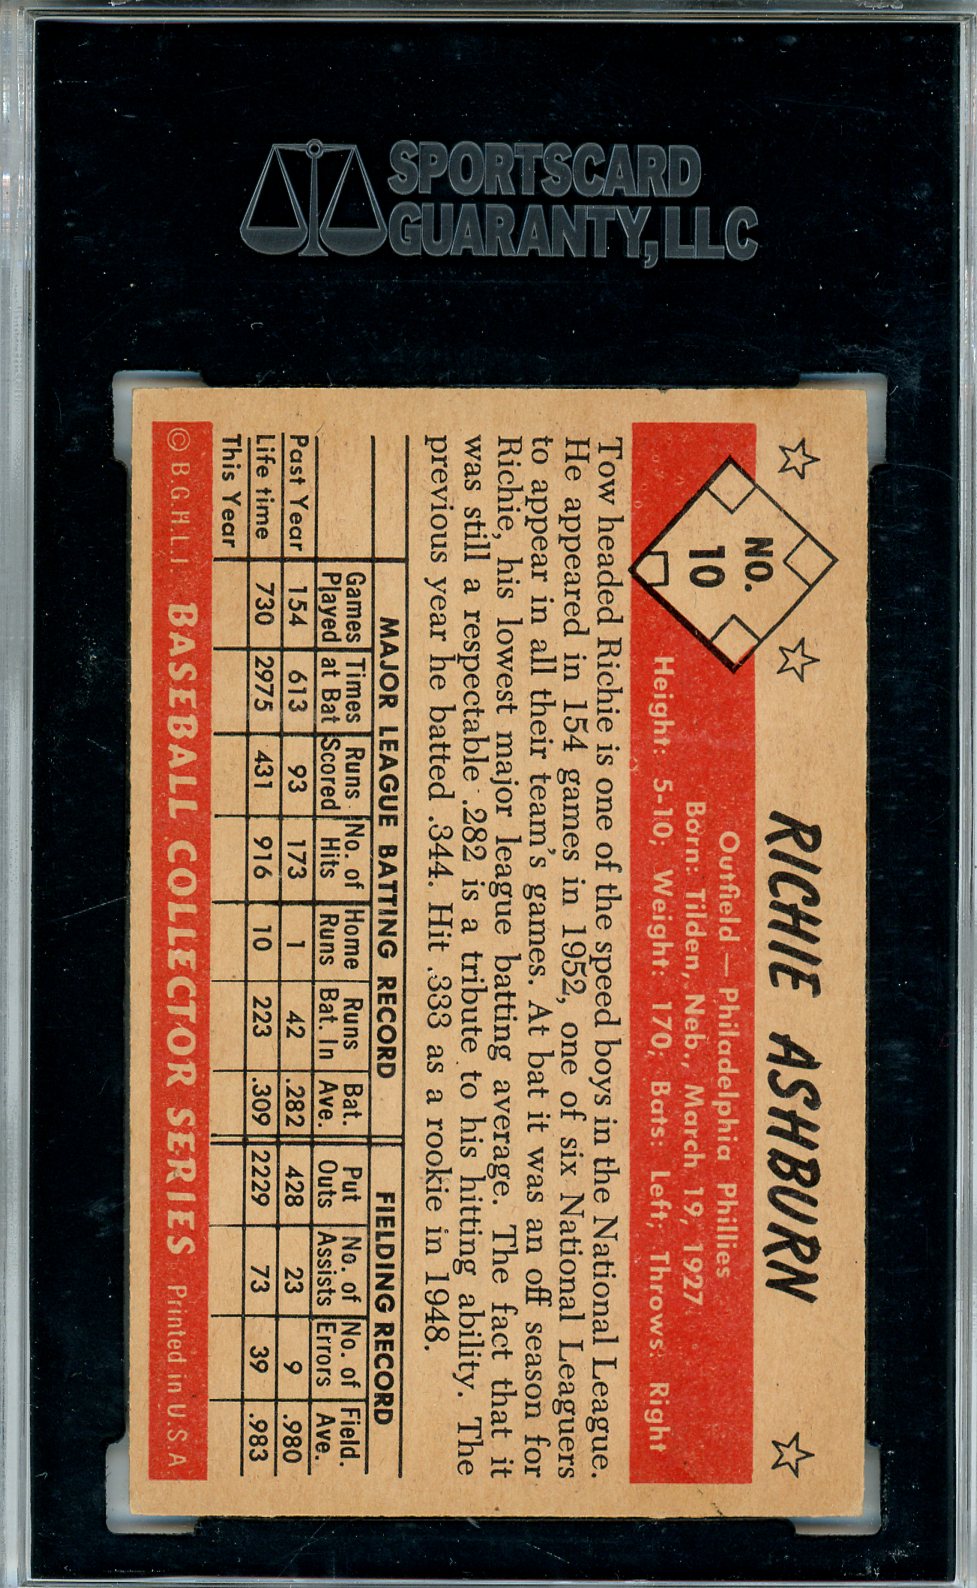 SPORTSCARD
GUARANTY, LLC
NO.
10
RICHIE ASHBURN
Outfield — Philadelphia Phillies
Born: Tilden, Neb., March 19, 1927
Height: 5-10; Weight: 170; Bats: Left; Throws: Right
Tow headed Richie is one of the speed boys in the National League.
He appeared in 154 games in 1952, one of six National Leaguers
to appear in all their team's games. At bat it was an off season for
Richie, his lowest major league batting average. The fact that it
was still a respectable .282 is a tribute to his hitting ability. The
previous year he batted .344. Hit .333 as a rookie in 1948.
MAJOR LEAGUE BATTING RECORD FIELDING RECORD
Games Played Times at Bat Runs Scored No. of Hits Home Runs Runs Bat. In Bat. Ave. Put Outs No. of Assists No. of Errors Field. Ave.
Past Year 154 613 93 173 1 42 .282 428 23 9 .980
Life time 730 2975 431 916 10 223 .309 2229 73 39 .983
This Year
© B.G.H.L.I BASEBALL COLLECTOR SERIES Printed in U.S.A.